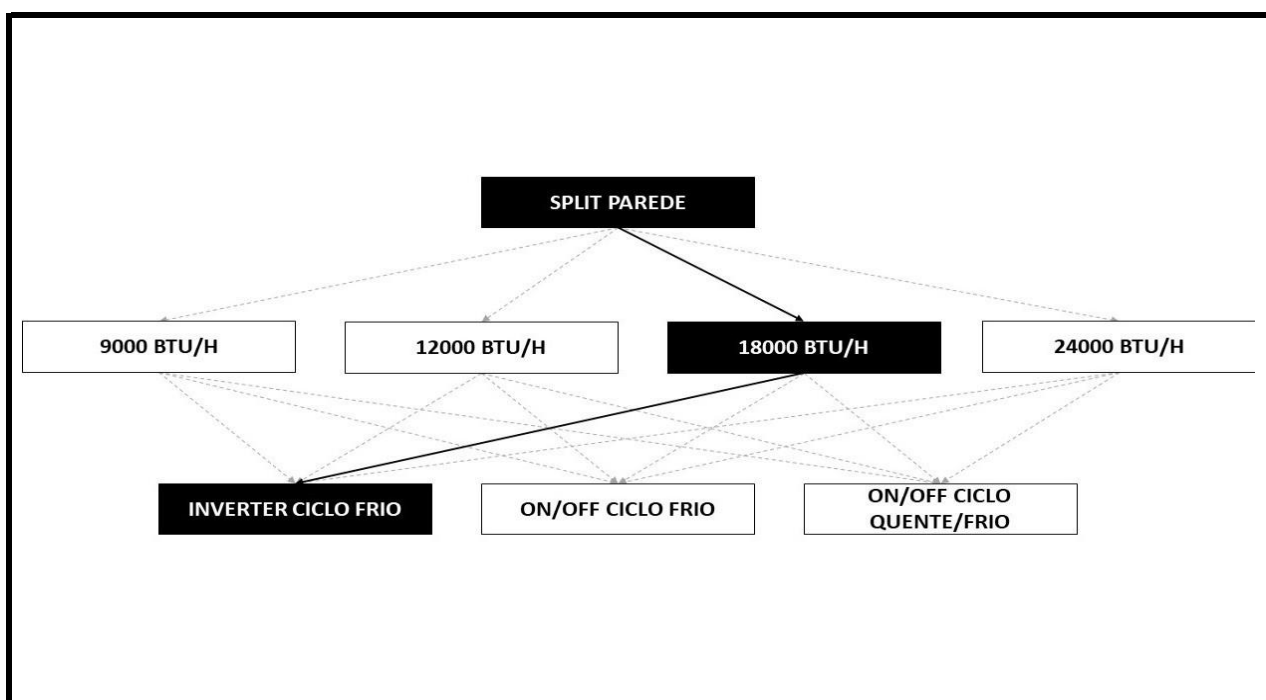 SPLIT PAREDE
9000 BTU/H
12000 BTU/H
18000 BTU/H
24000 BTU/H
INVERTER CICLO FRIO
ON/OFF CICLO FRIO
ON/OFF CICLO
QUENTE/FRIO